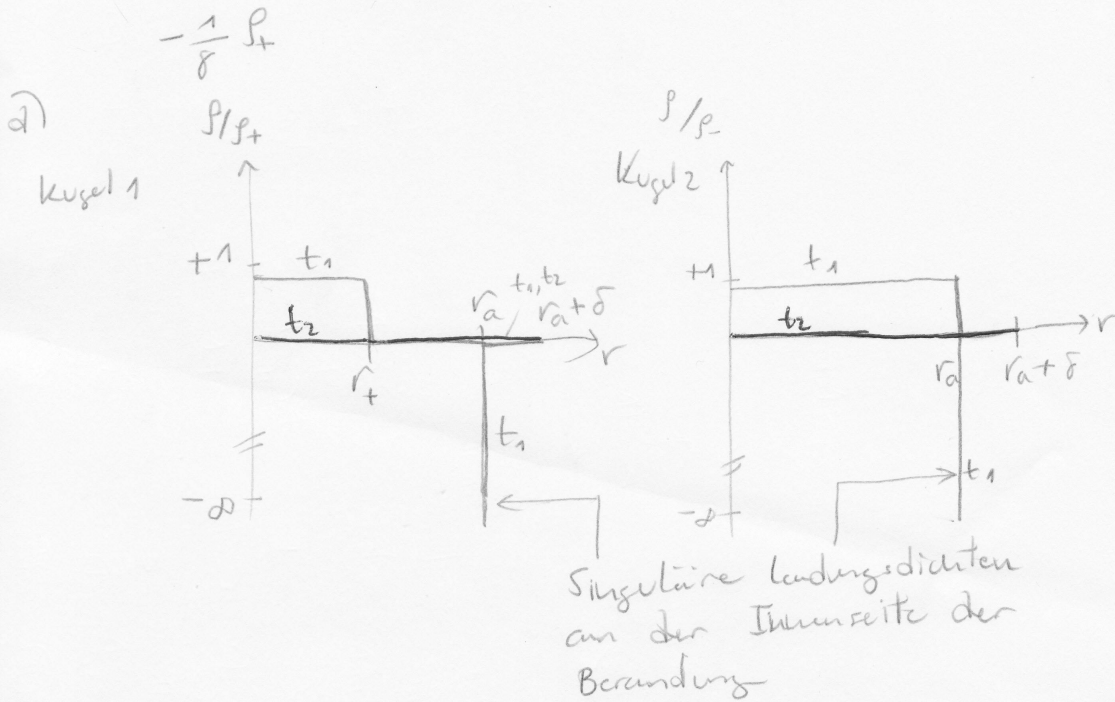 - 1/8 ρ₊
a)
ρ/ρ₊
Kugel 1
+1
t₁
t₂
r₊
rₐ
t₁, t₂
rₐ + δ
r
t₁
-∞
ρ/ρ₋
Kugel 2
+1
t₁
t₂
rₐ
rₐ + δ
r
t₁
-∞
Singuläre Ladungsdichten
an der Innenseite der
Berandung